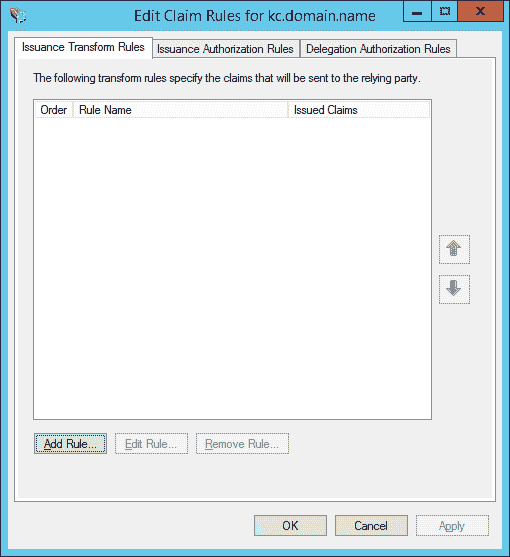 Edit Claim Rules for kc.domain.name
Issuance Transform Rules Issuance Authorization Rules Delegation Authorization Rules
The following transform rules specify the claims that will be sent to the relying party.
Order Rule Name Issued Claims
Add Rule... Edit Rule... Remove Rule...
OK Cancel Apply